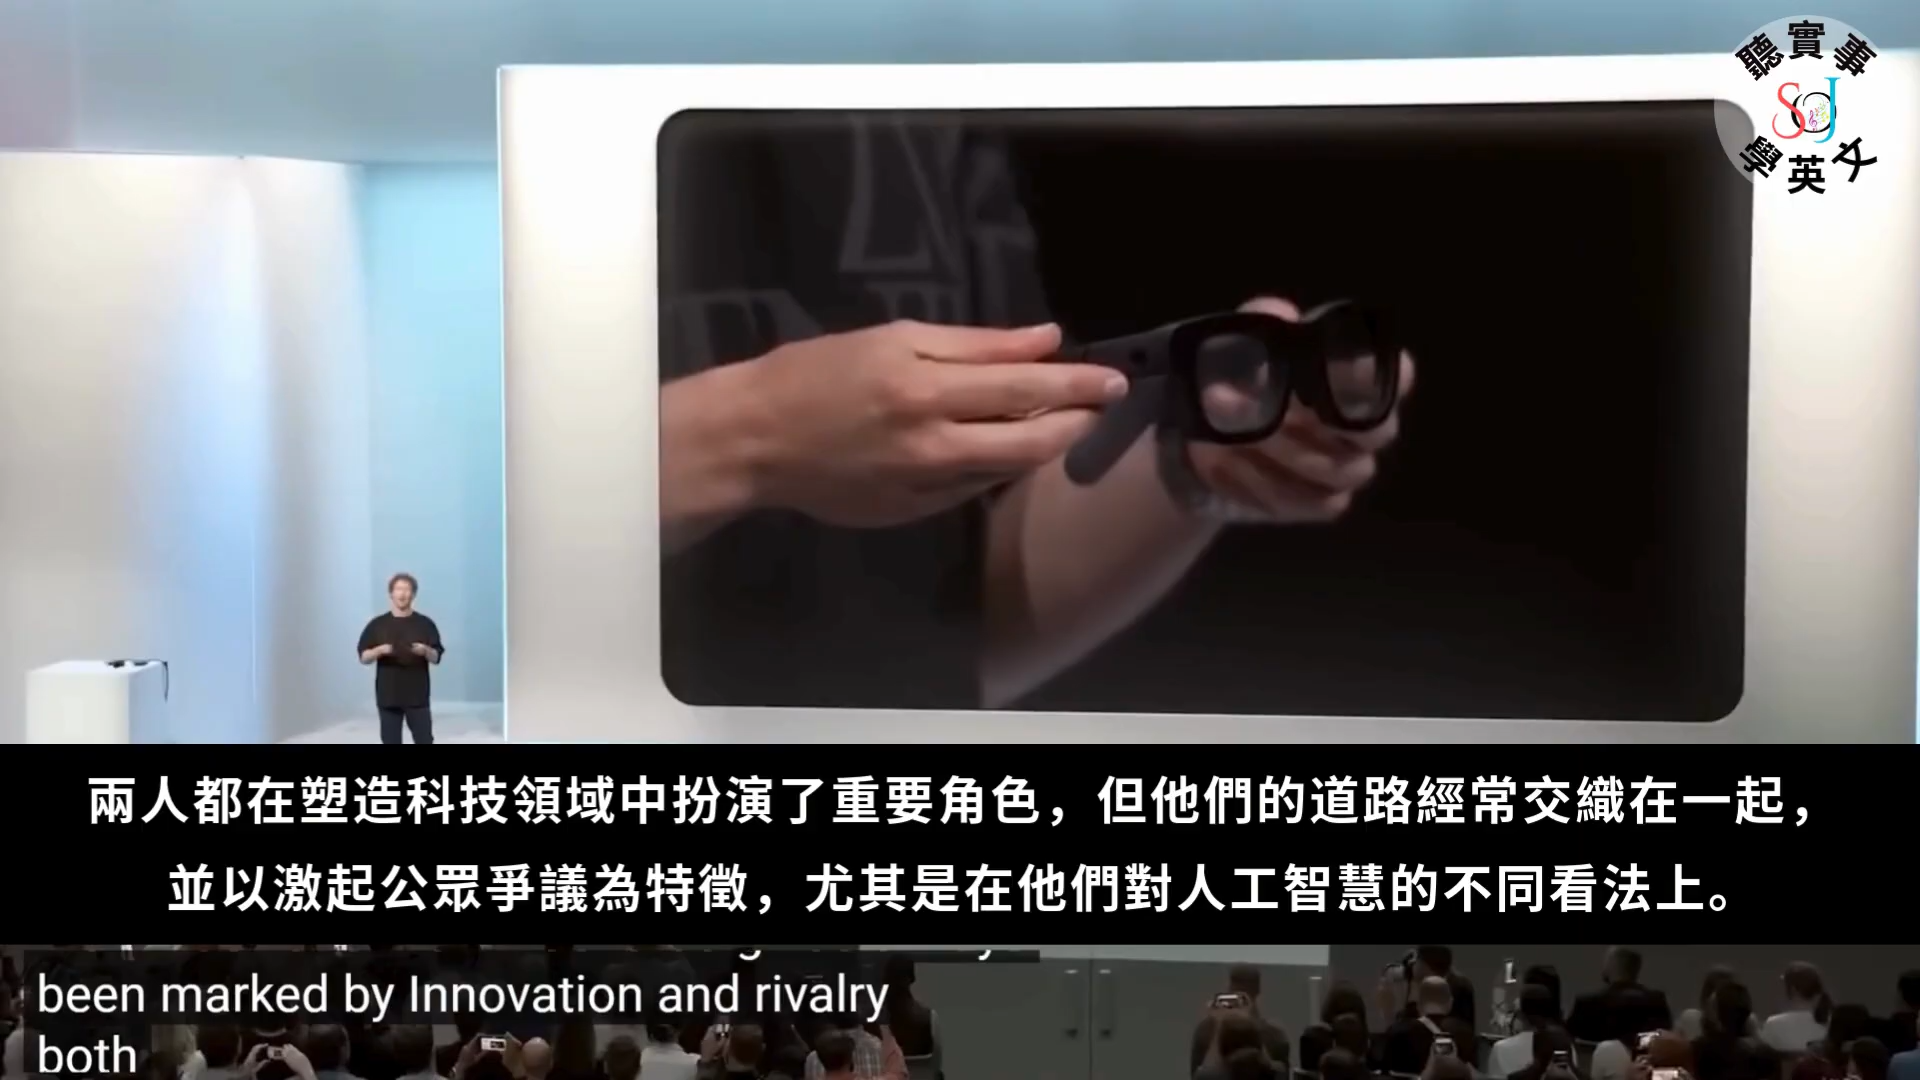 聽實事
SOJ
學英文
兩人都在塑造科技領域中扮演了重要角色，但他們的道路經常交織在一起，
並以激起公眾爭議為特徵，尤其是在他們對人工智慧的不同看法上。
been marked by Innovation and rivalry
both